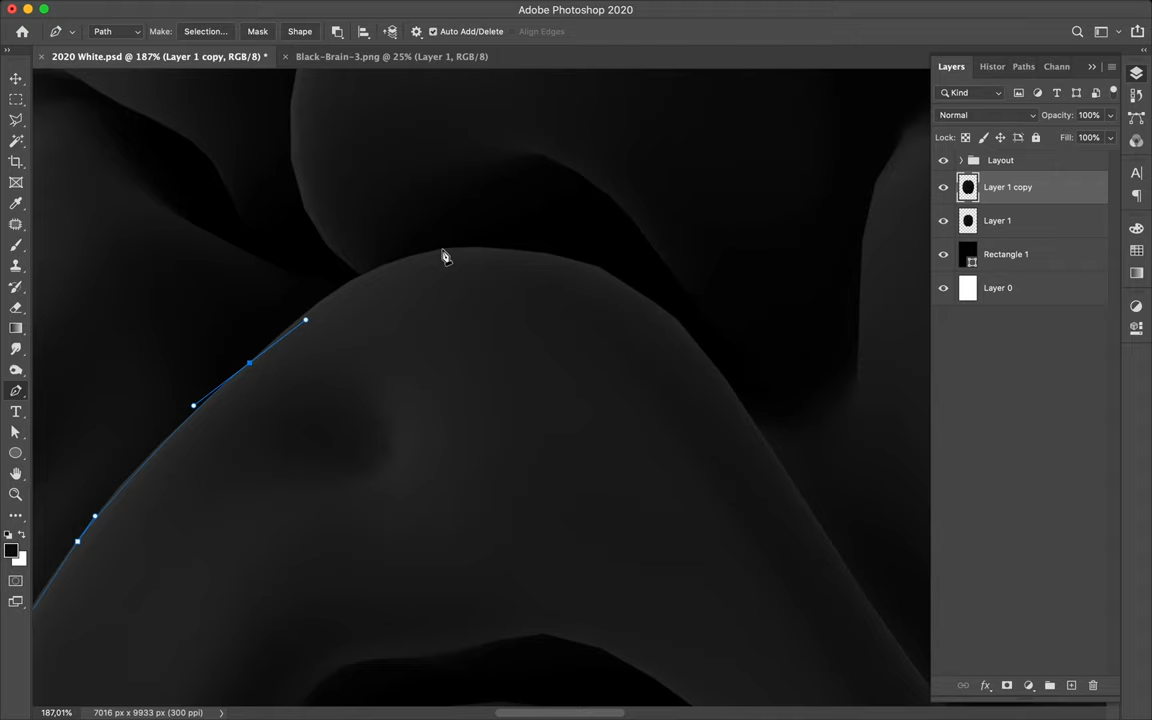 Adobe Photoshop 2020
Path Make: Selection... Mask Shape Auto Add/Delete Align Edges
2020 White.psd @ 187% (Layer 1 copy, RGB/8) * Black-Brain-3.png @ 25% (Layer 1, RGB/8)
Layers Histor Paths Chann
Kind
Normal Opacity: 100%
Lock: Fill: 100%
Layout
Layer 1 copy
Layer 1
Rectangle 1
Layer 0
187,01% 7016 px x 9933 px (300 ppi)